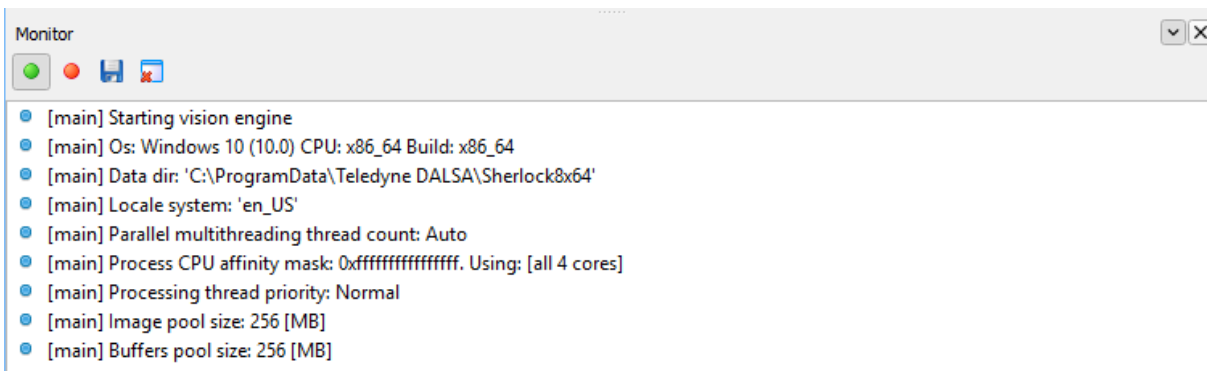 Monitor
[main] Starting vision engine
[main] Os: Windows 10 (10.0) CPU: x86_64 Build: x86_64
[main] Data dir: 'C:\ProgramData\Teledyne DALSA\Sherlock8x64'
[main] Locale system: 'en_US'
[main] Parallel multithreading thread count: Auto
[main] Process CPU affinity mask: 0xffffffffffffffff. Using: [all 4 cores]
[main] Processing thread priority: Normal
[main] Image pool size: 256 [MB]
[main] Buffers pool size: 256 [MB]